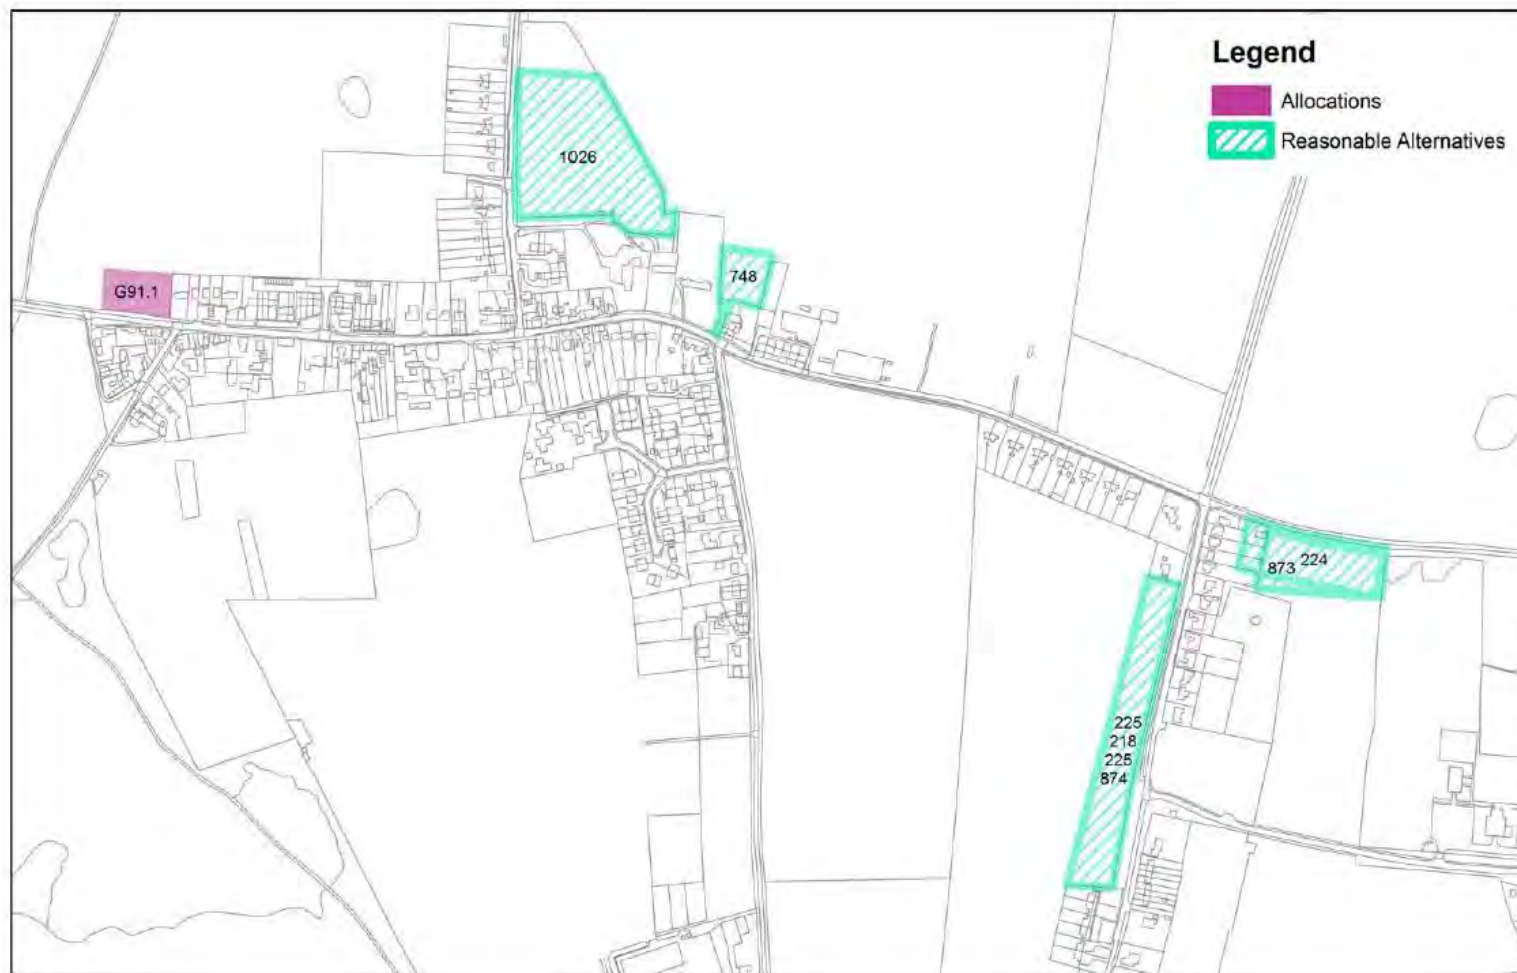 Legend
Allocations
Reasonable Alternatives
1026
748
G91.1
224
873
225
218
225
874